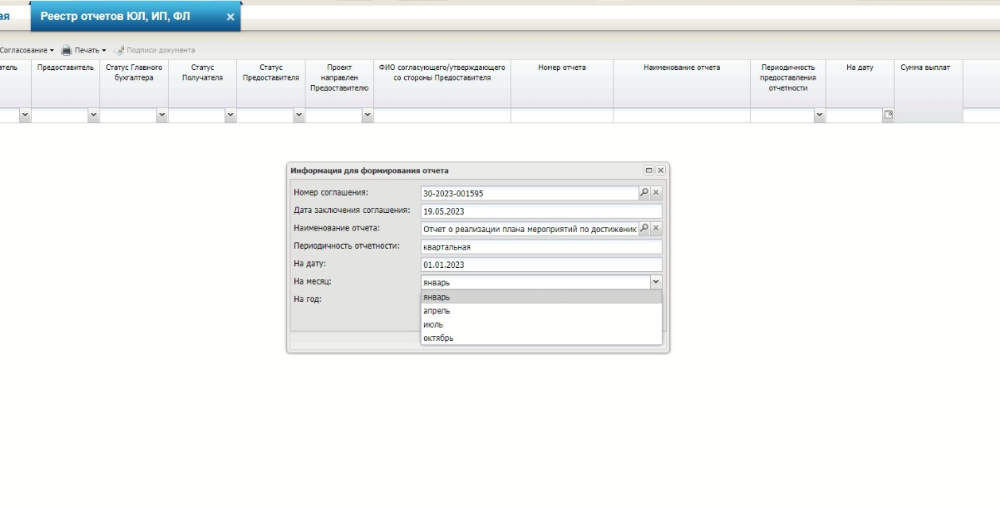 ая
Реестр отчетов ЮЛ, ИП, ФЛ
Согласование
Печать
Подписи документа
атель
Предоставитель
Статус Главного
бухгалтера
Статус
Получателя
Статус
Предоставителя
Проект
направлен
Предоставителю
ФИО согласующего/утверждающего
со стороны Предоставителя
Номер отчета
Наименование отчета
Периодичность
предоставления
отчетности
На дату
Сумма выплат
Информация для формирования отчета
Номер соглашения:
30-2023-001595
Дата заключения соглашения:
19.05.2023
Наименование отчета:
Отчет о реализации плана мероприятий по достижению
Периодичность отчетности:
квартальная
На дату:
01.01.2023
На месяц:
январь
На год:
январь
апрель
июль
октябрь